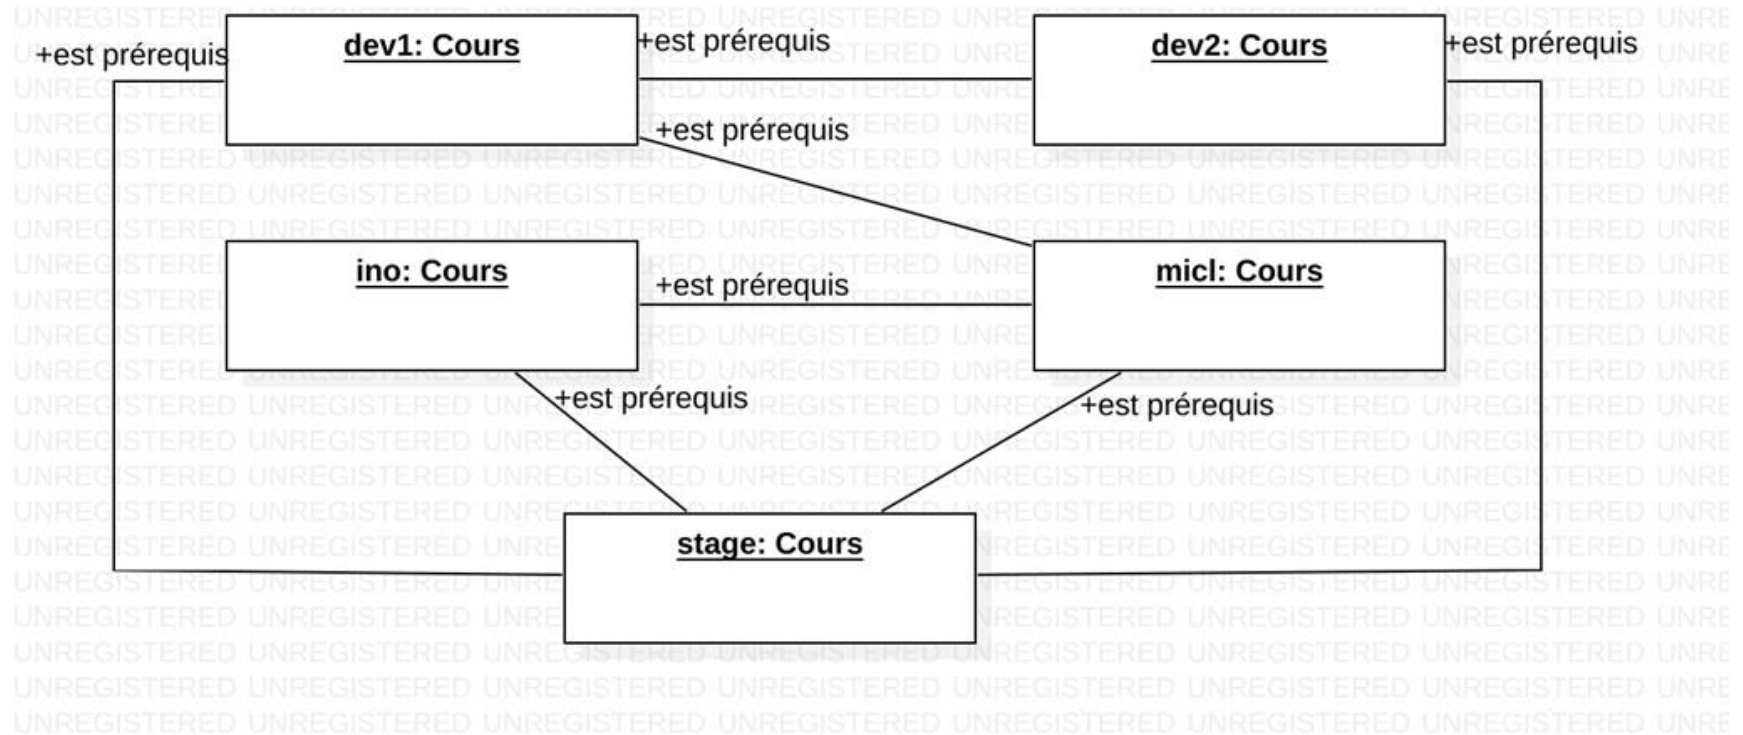 dev1: Cours
+est prérequis
dev2: Cours
+est prérequis
+est prérequis
+est prérequis
ino: Cours
+est prérequis
micl: Cours
+est prérequis
+est prérequis
stage: Cours
UNREGISTERED